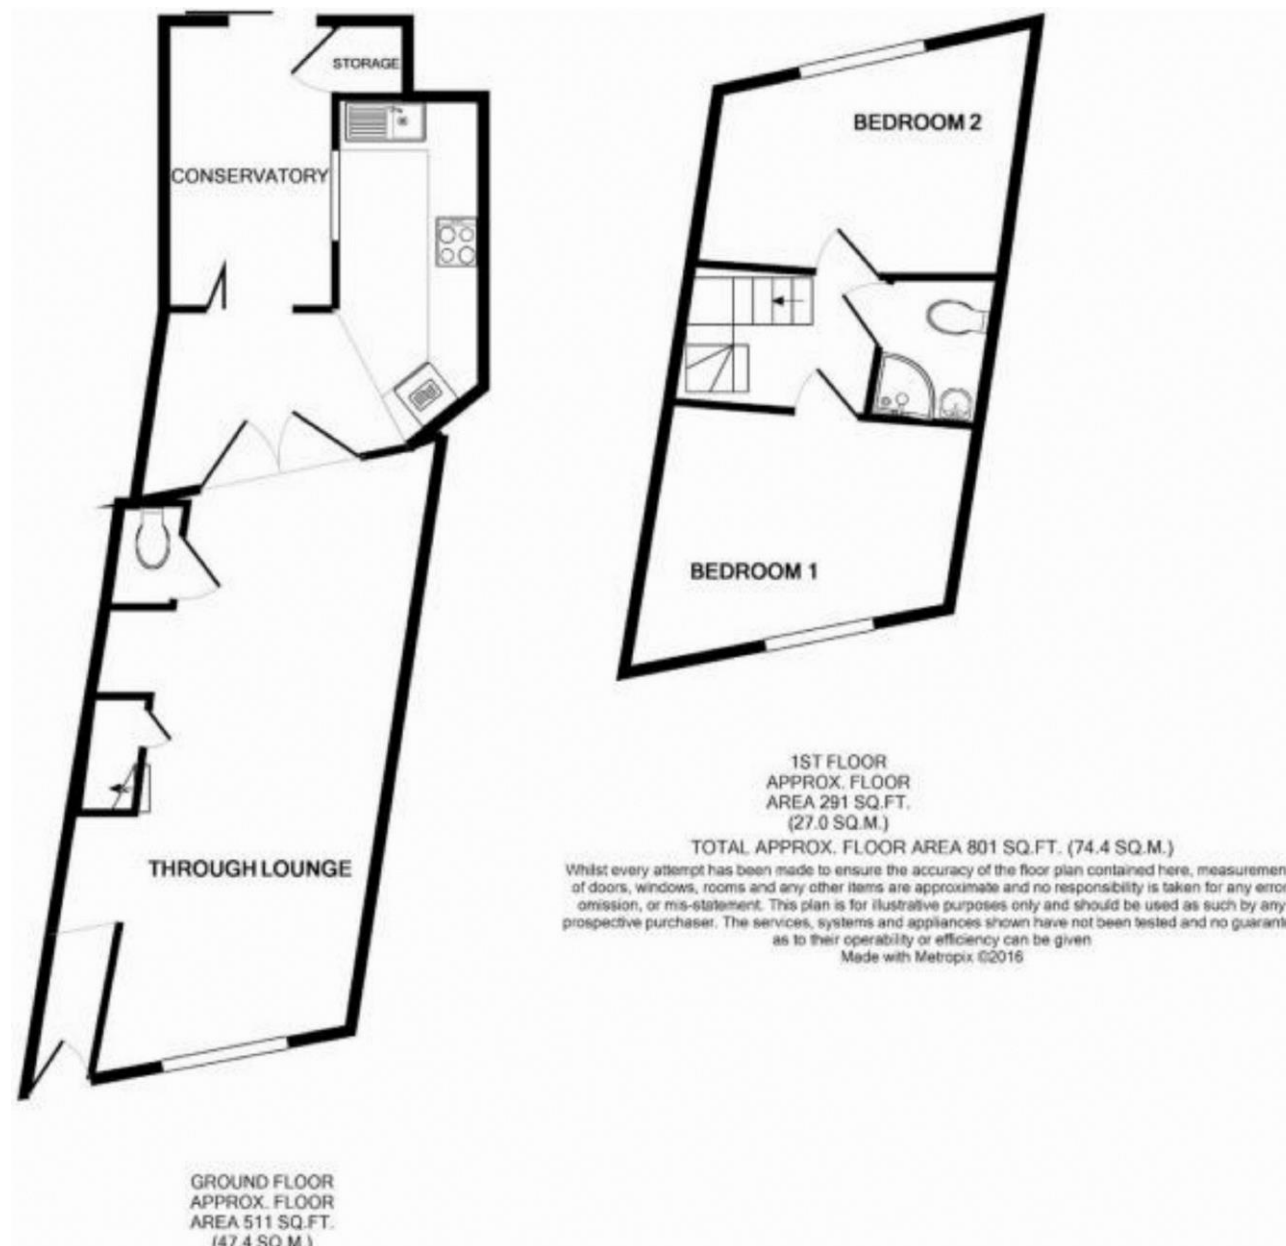 STORAGE
CONSERVATORY
THROUGH LOUNGE
GROUND FLOOR
APPROX. FLOOR
AREA 511 SQ.FT.
(47.4 SQ.M.)
BEDROOM 2
BEDROOM 1
1ST FLOOR
APPROX. FLOOR
AREA 291 SQ.FT.
(27.0 SQ.M.)
TOTAL APPROX. FLOOR AREA 801 SQ.FT. (74.4 SQ.M.)
Whilst every attempt has been made to ensure the accuracy of the floor plan contained here, measuremen
of doors, windows, rooms and any other items are approximate and no responsibility is taken for any error
omission, or mis-statement. This plan is for illustrative purposes only and should be used as such by any
prospective purchaser. The services, systems and appliances shown have not been tested and no guarant
as to their operability or efficiency can be given
Made with Metropix ©2016